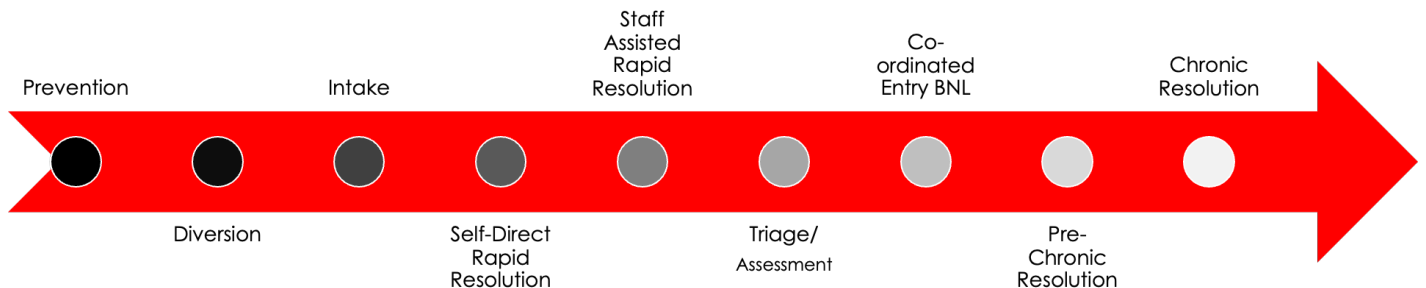 Prevention
Diversion
Intake
Self-Direct
Rapid
Resolution
Staff
Assisted
Rapid
Resolution
Triage/
Assessment
Co-
ordinated
Entry BNL
Pre-
Chronic
Resolution
Chronic
Resolution